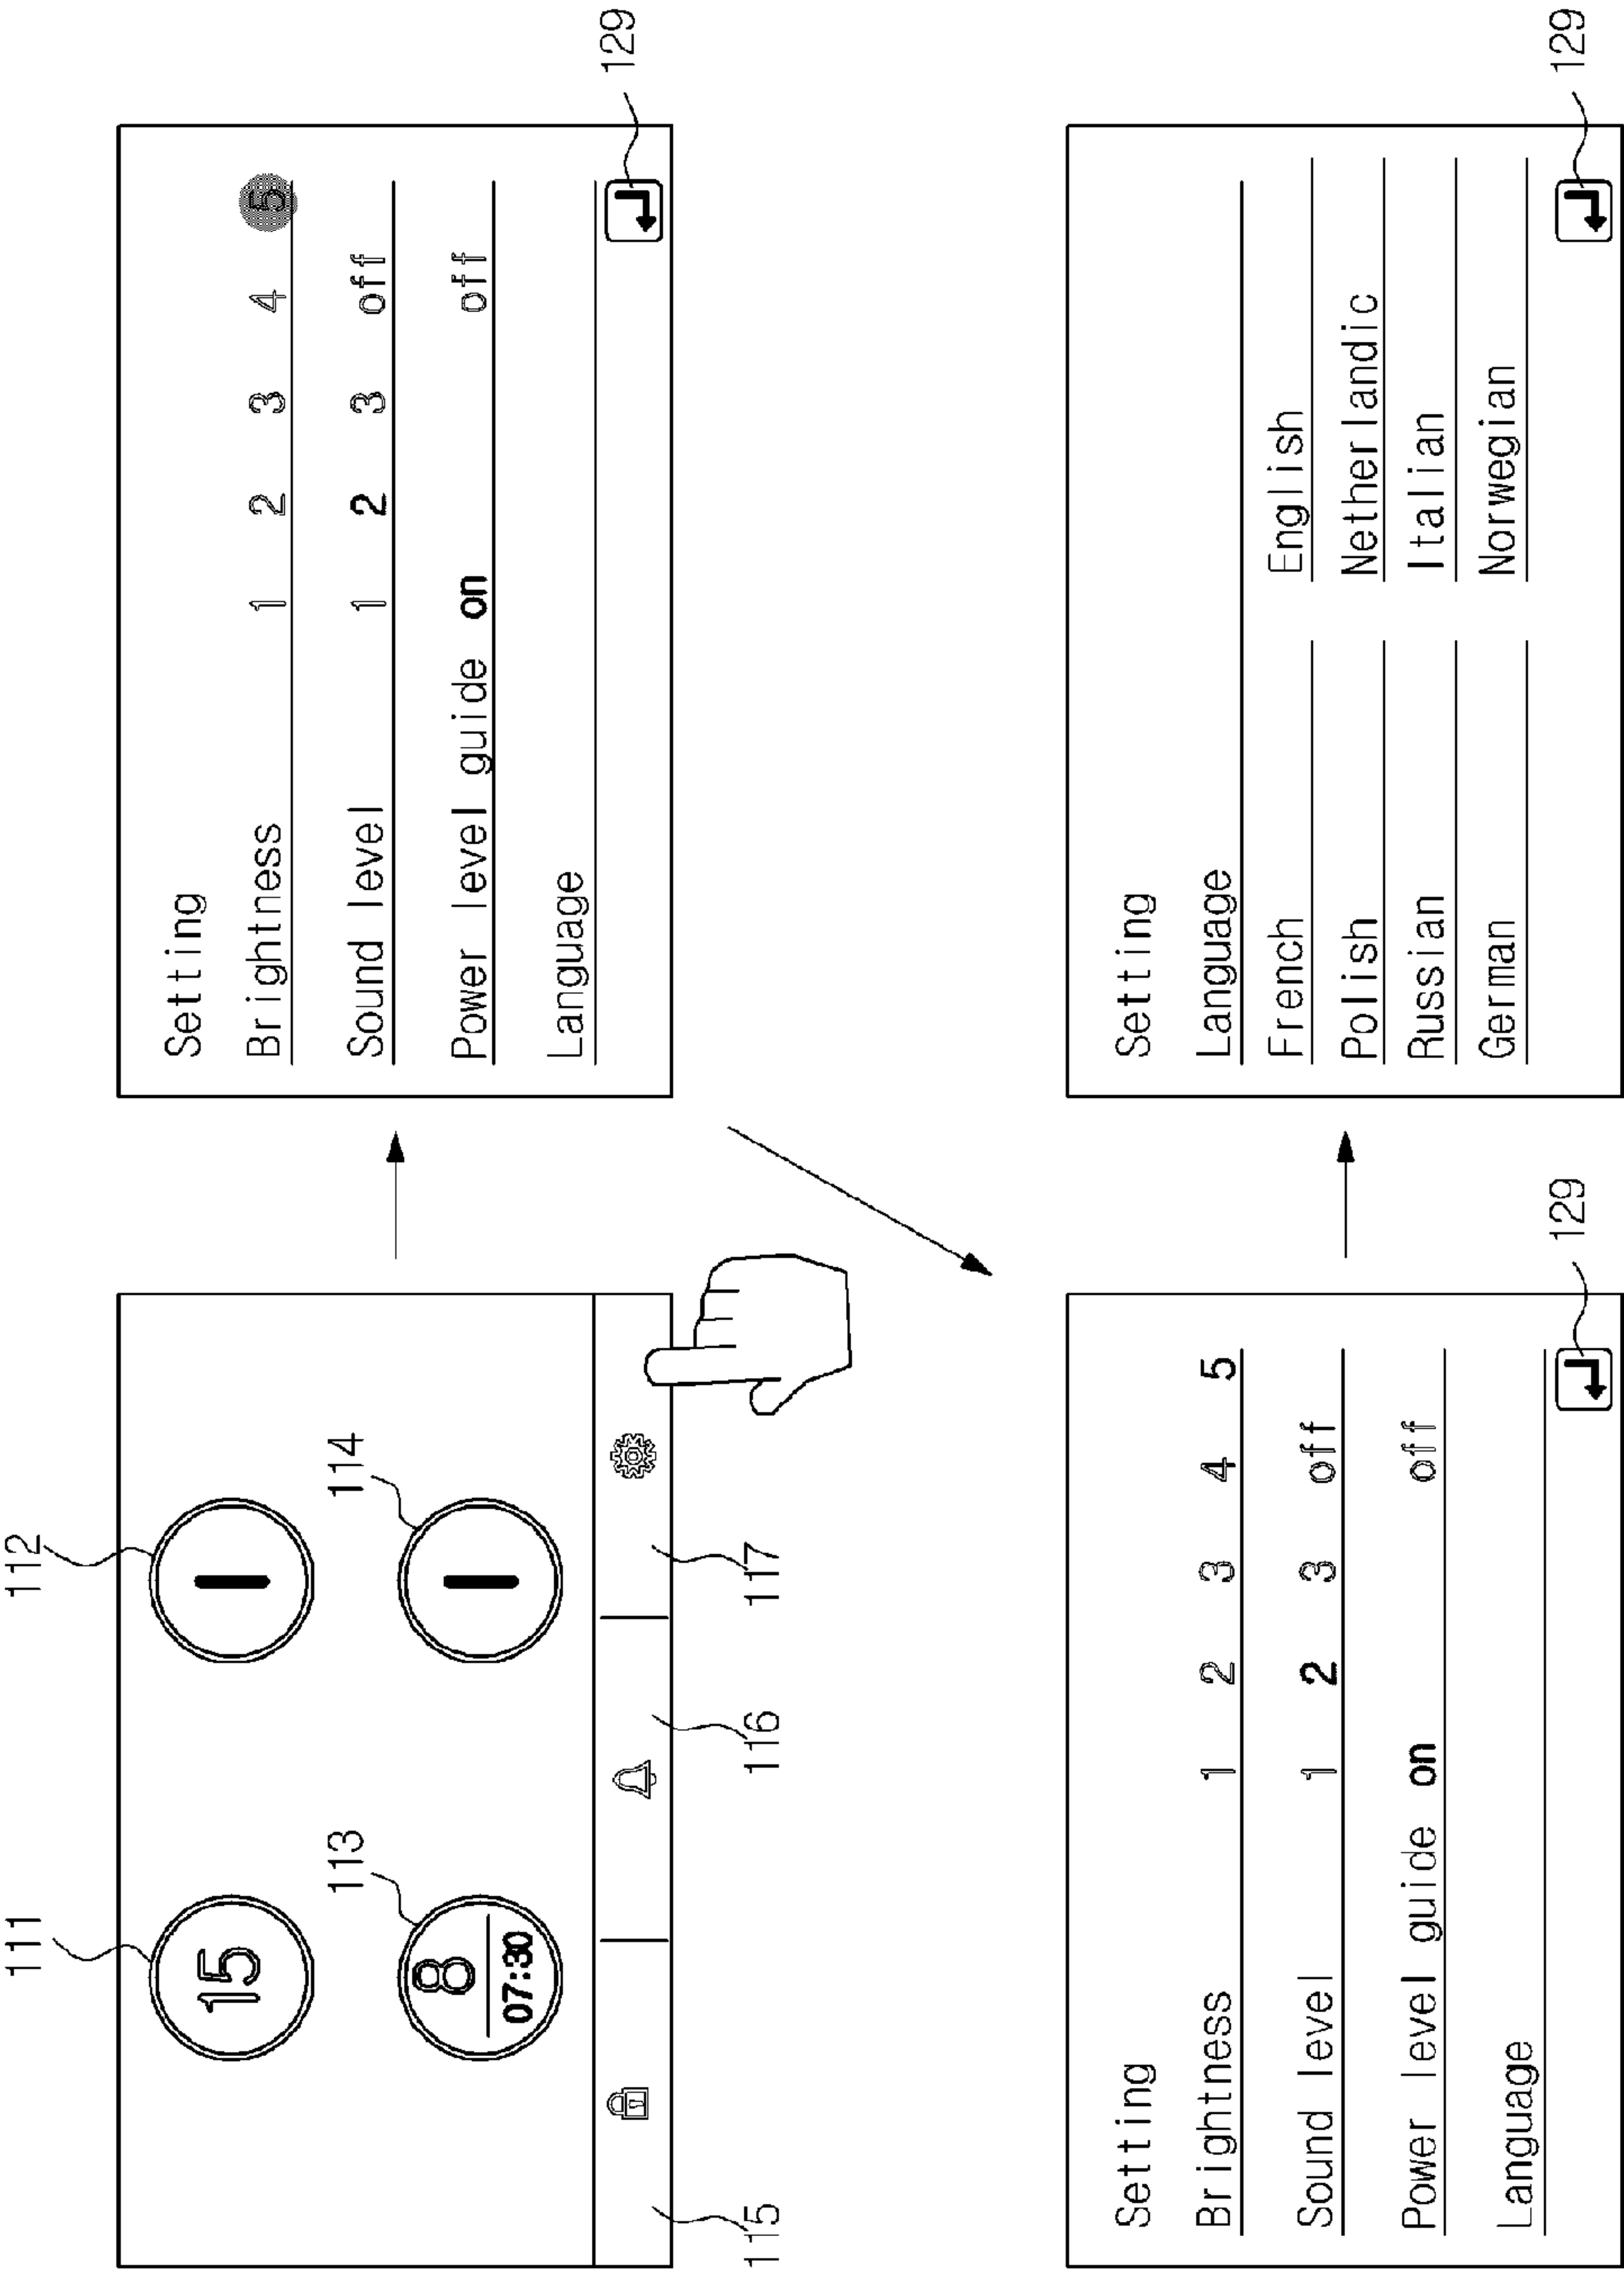 111 112
15
113 114
8
07:30
115 116 117
Setting
Brightness 1 2 3 4 5
Sound level 1 2 3 off
Power level guide on off
Language
129
Setting
Brightness 1 2 3 4 5
Sound level 1 2 3 off
Power level guide on off
Language
129
Setting
Language
French English
Polish Netherlandic
Russian Italian
German Norwegian
129